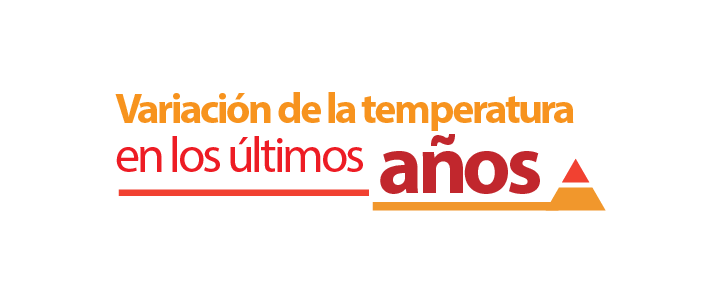 Variación de la temperatura
en los últimos años